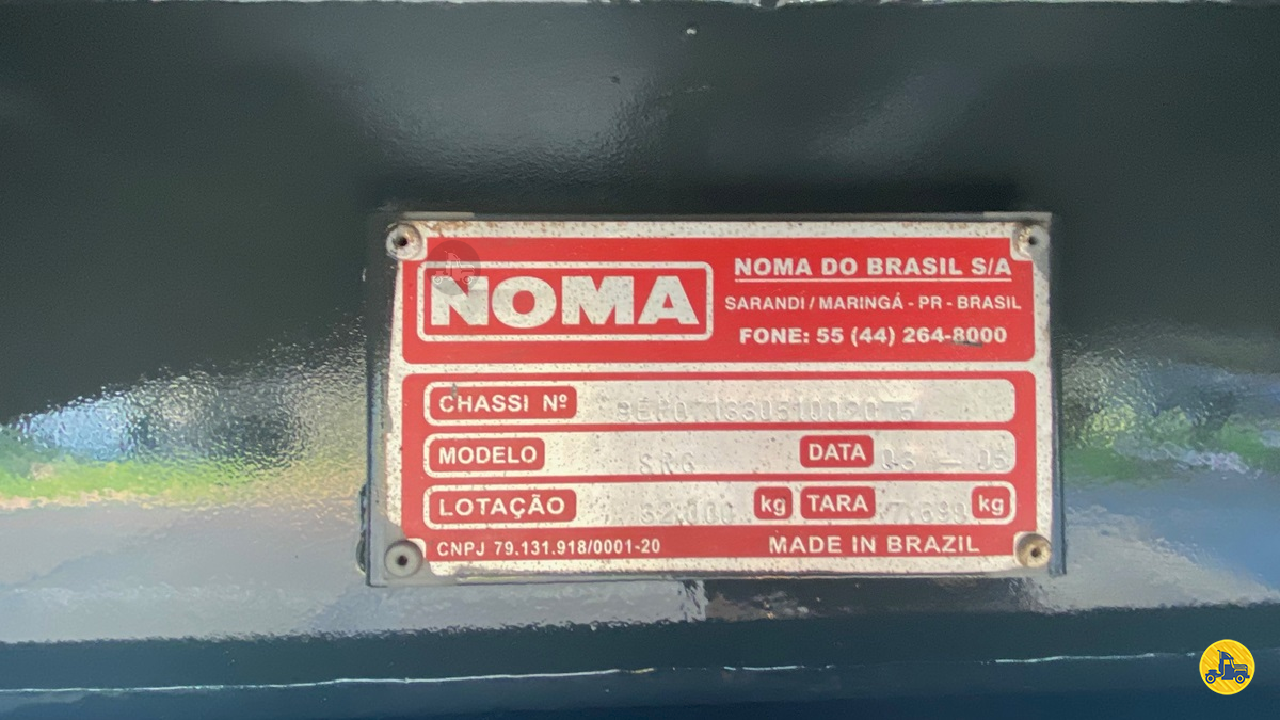 NOMA
NOMA DO BRASIL S/A
SARANDI / MARINGÁ - PR - BRASIL
FONE: 55 (44) 264-8000
CHASSI Nº
MODELO SRG DATA
LOTAÇÃO kg TARA kg
CNPJ 79.131.918/0001-20 MADE IN BRAZIL